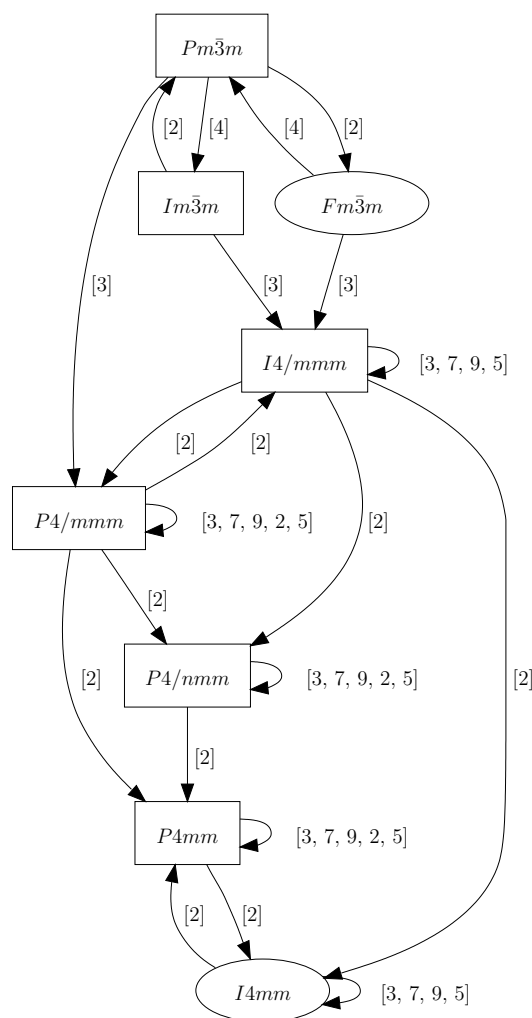 Pm3̄m
[2] [4] [4] [2]
Im3̄m Fm3̄m
[3] [3] [3]
I4/mmm [3, 7, 9, 5]
[2] [2]
P4/mmm [3, 7, 9, 2, 5] [2]
[2]
[2] P4/nmm [3, 7, 9, 2, 5] [2]
[2]
P4mm [3, 7, 9, 2, 5]
[2] [2]
I4mm [3, 7, 9, 5]